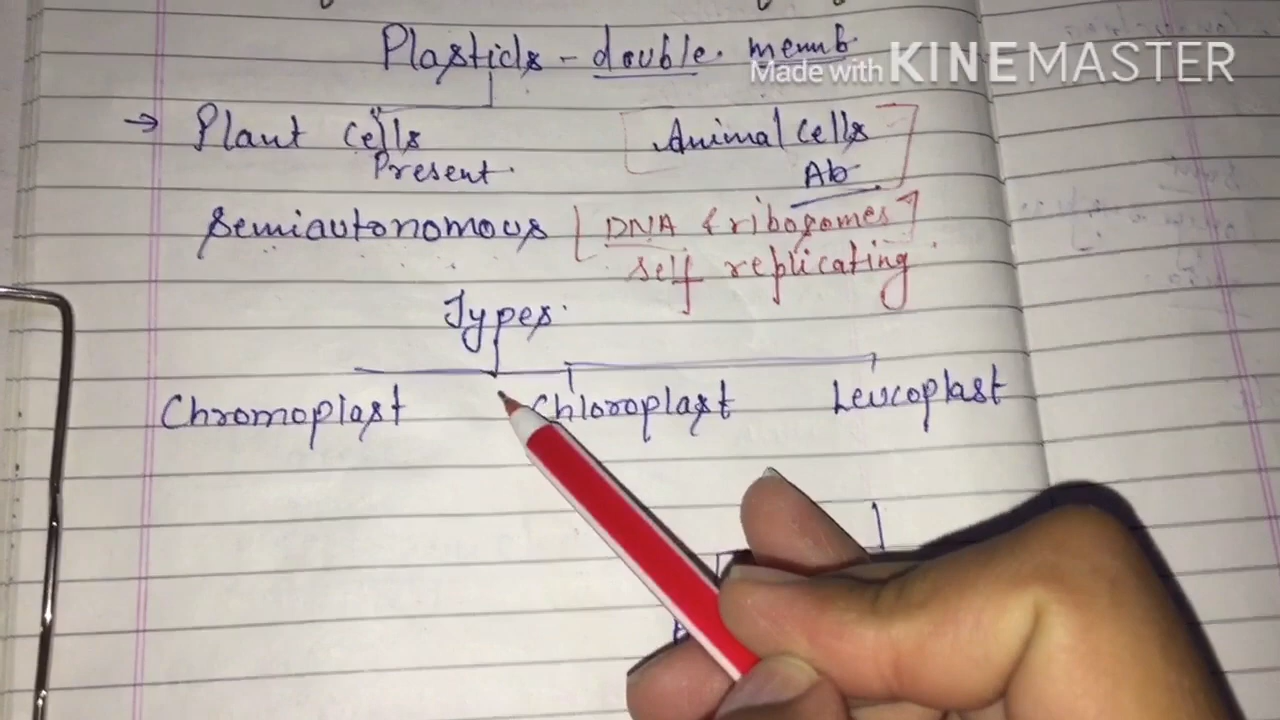 Plastids - double memb
Made with KINEMASTER
→ Plant Cells
Present.
Animal Cells
Ab
Semiautonomous [DNA & ribosomes]
self replicating
Types.
Chromoplast Chloroplast Leucoplast